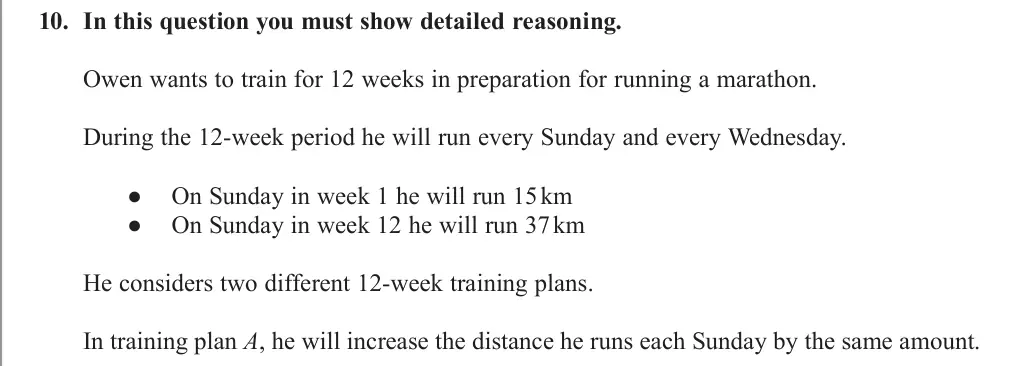 10. In this question you must show detailed reasoning.
Owen wants to train for 12 weeks in preparation for running a marathon.
During the 12-week period he will run every Sunday and every Wednesday.
● On Sunday in week 1 he will run 15 km
● On Sunday in week 12 he will run 37 km
He considers two different 12-week training plans.
In training plan A, he will increase the distance he runs each Sunday by the same amount.